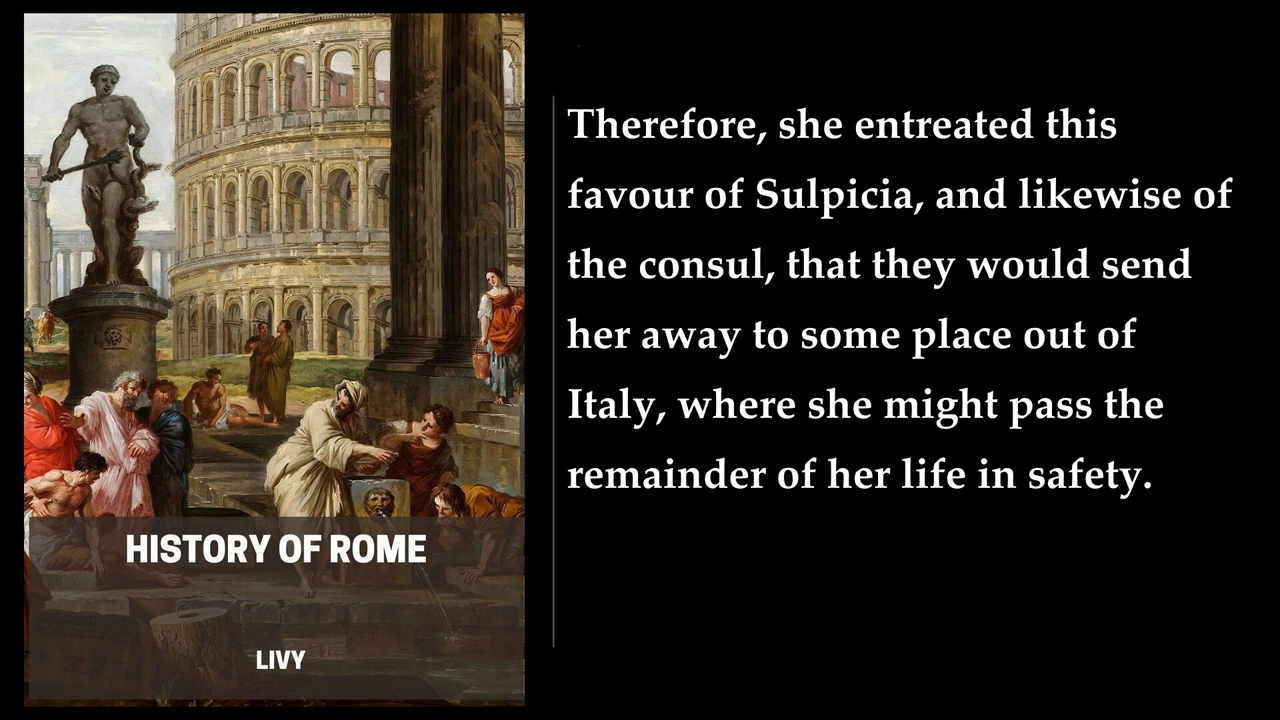 HISTORY OF ROME
LIVY
Therefore, she entreated this
favour of Sulpicia, and likewise of
the consul, that they would send
her away to some place out of
Italy, where she might pass the
remainder of her life in safety.